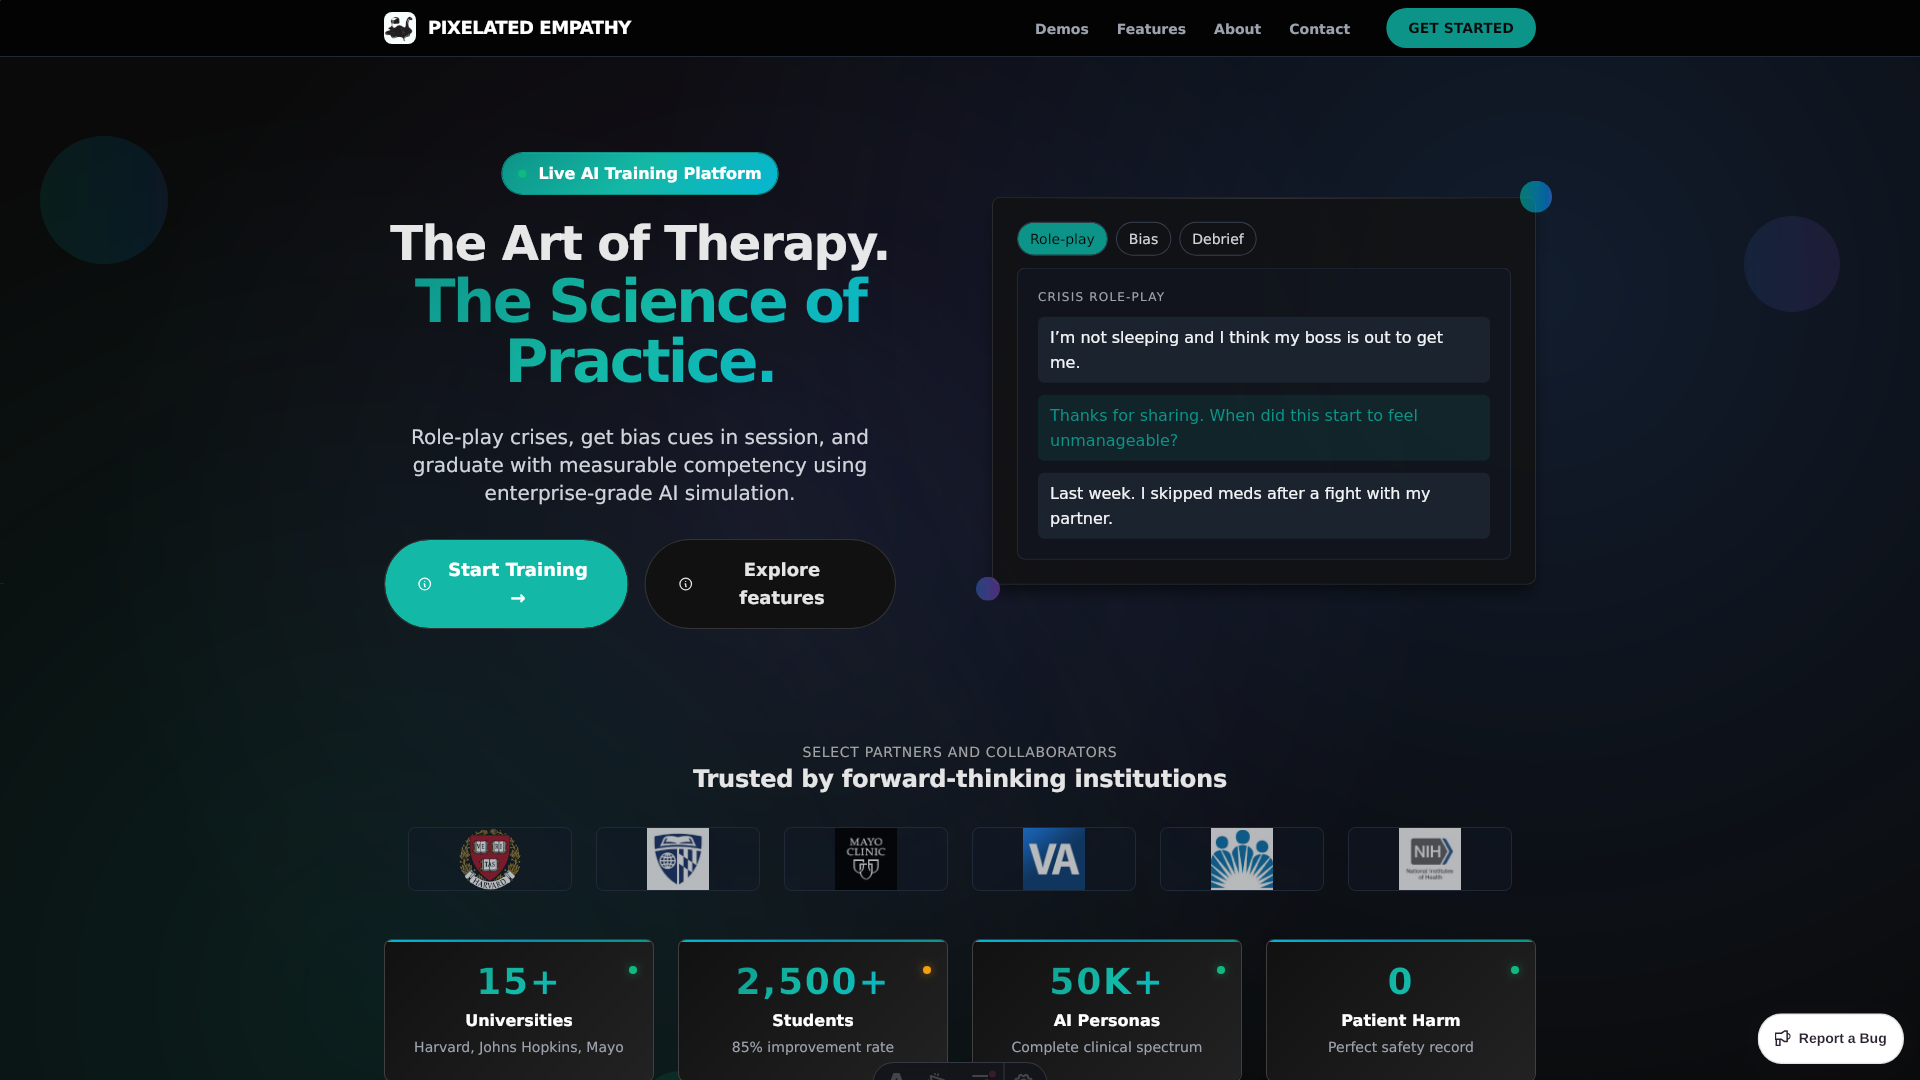 PIXELATED EMPATHY
Demos
Features
About
Contact
GET STARTED
Live AI Training Platform
The Art of Therapy.
The Science of
Practice.
Role-play crises, get bias cues in session, and
graduate with measurable competency using
enterprise-grade AI simulation.
Start Training
→
Explore
features
Role-play
Bias
Debrief
CRISIS ROLE-PLAY
I’m not sleeping and I think my boss is out to get
me.
Thanks for sharing. When did this start to feel
unmanageable?
Last week. I skipped meds after a fight with my
partner.
SELECT PARTNERS AND COLLABORATORS
Trusted by forward-thinking institutions
HARVARD
MAYO
CLINIC
VA
NIH
National Institutes
of Health
15+
Universities
Harvard, Johns Hopkins, Mayo
2,500+
Students
85% improvement rate
50K+
AI Personas
Complete clinical spectrum
0
Patient Harm
Perfect safety record
Report a Bug